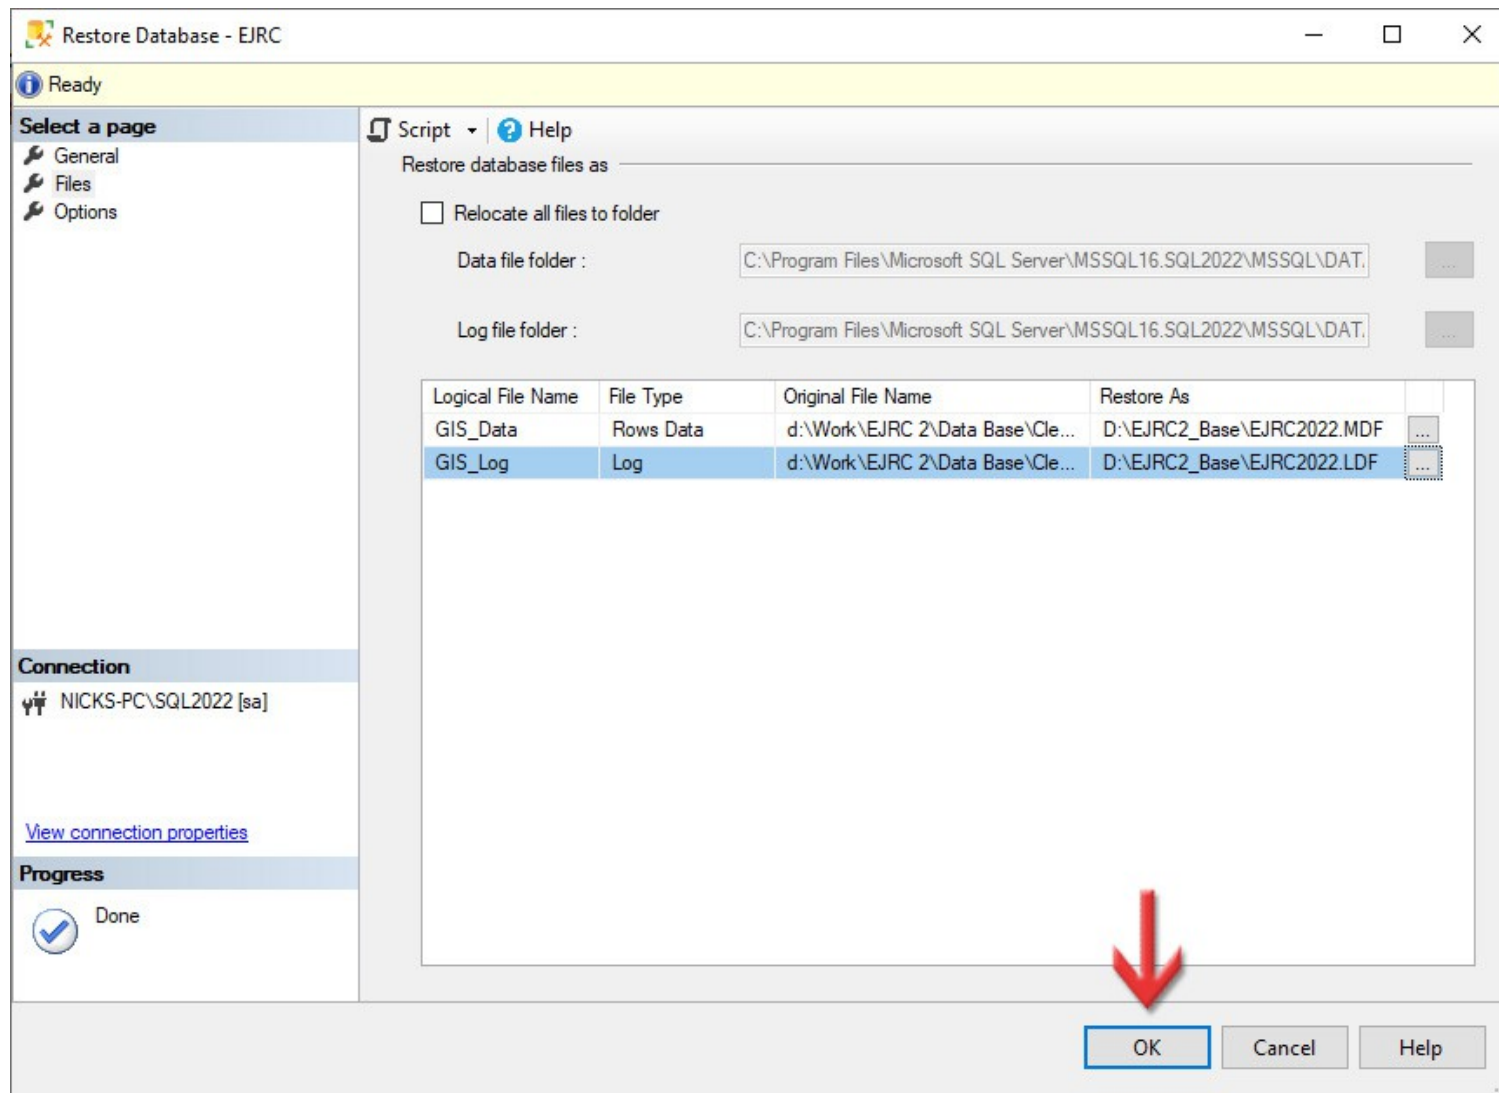 Restore Database - EJRC
Ready
Select a page
General
Files
Options
Script
Help
Restore database files as
Relocate all files to folder
Data file folder :
C:\Program Files\Microsoft SQL Server\MSSQL16.SQL2022\MSSQL\DAT.
...
Log file folder :
C:\Program Files\Microsoft SQL Server\MSSQL16.SQL2022\MSSQL\DAT.
...
Logical File Name File Type Original File Name Restore As
GIS_Data Rows Data d:\Work\EJRC 2\Data Base\Cle... D:\EJRC2_Base\EJRC2022.MDF ...
GIS_Log Log d:\Work\EJRC 2\Data Base\Cle... D:\EJRC2_Base\EJRC2022.LDF ...
Connection
NICKS-PC\SQL2022 [sa]
View connection properties
Progress
Done
OK Cancel Help